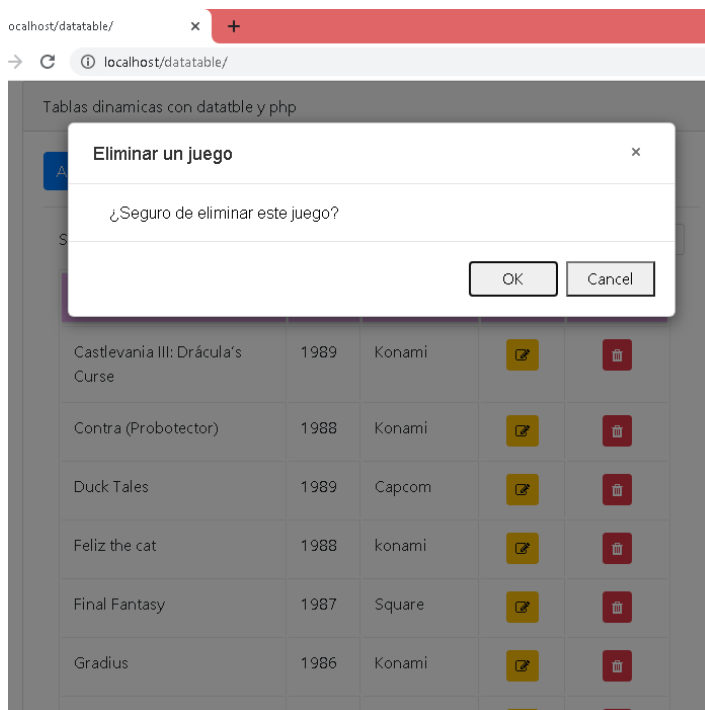 ocalhost/datatable/
localhost/datatable/
Tablas dinamicas con datatble y php
Eliminar un juego
¿Seguro de eliminar este juego?
OK Cancel
Castlevania III: Drácula's
Curse 1989 Konami
Contra (Probotector) 1988 Konami
Duck Tales 1989 Capcom
Feliz the cat 1988 konami
Final Fantasy 1987 Square
Gradius 1986 Konami